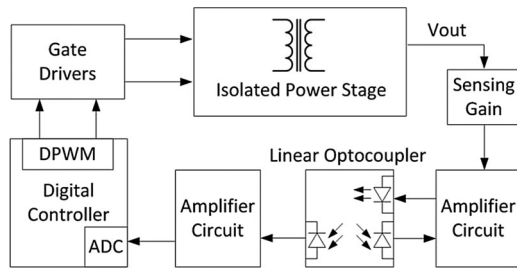 Gate
Drivers
Isolated Power Stage
Vout
Sensing
Gain
DPWM
Digital
Controller
ADC
Amplifier
Circuit
Linear Optocoupler
Amplifier
Circuit